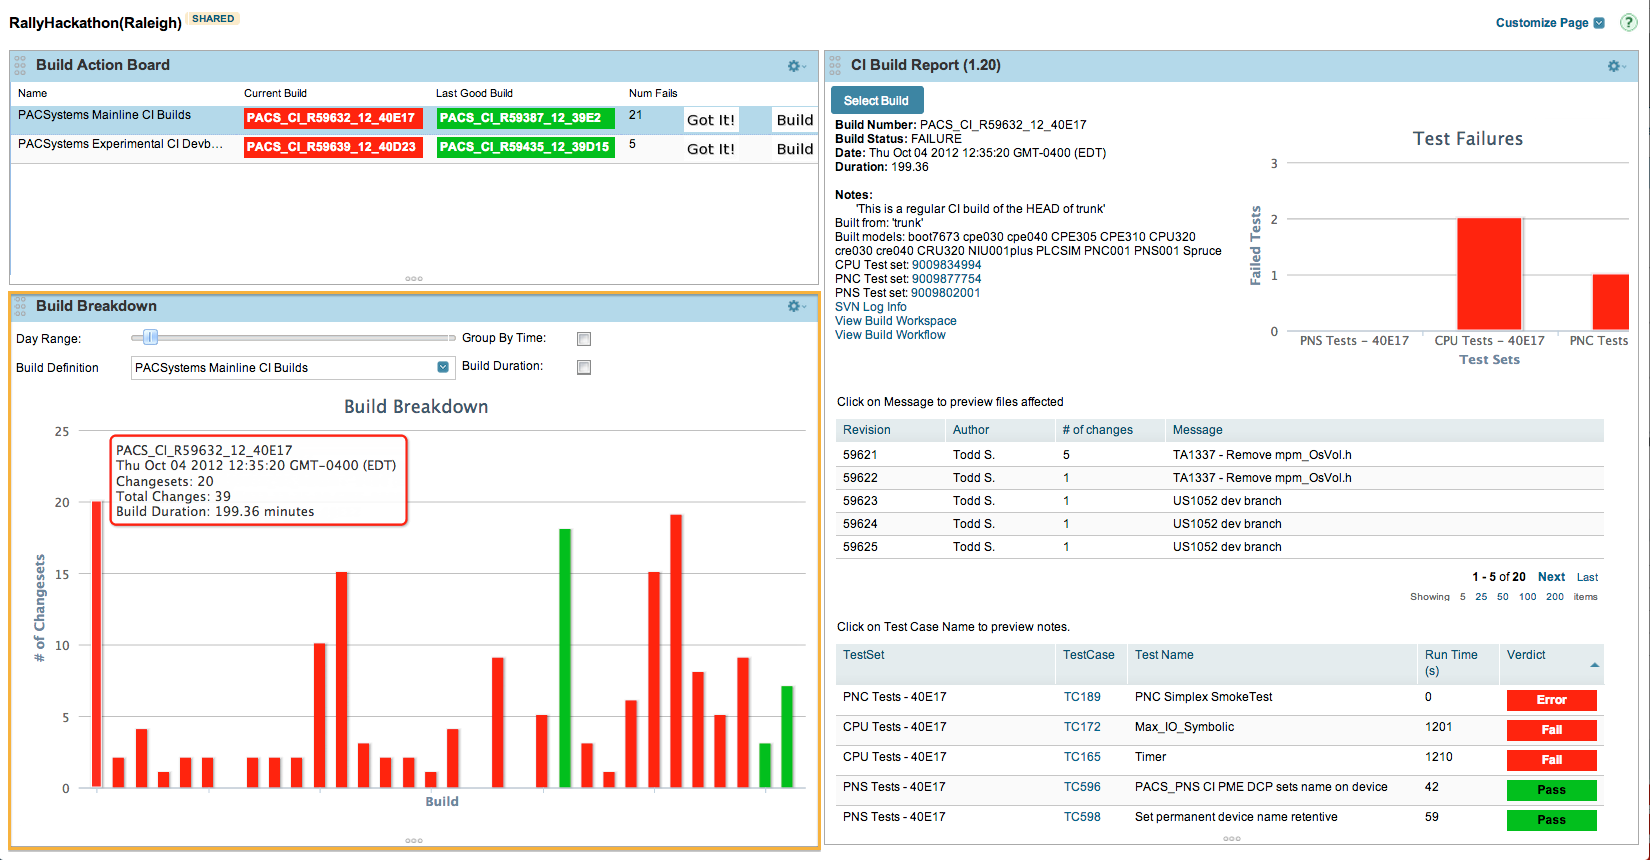 RallyHackathon(Raleigh) SHARED
Customize Page ?
Build Action Board
Name Current Build Last Good Build Num Fails
PACSystems Mainline CI Builds PACS_CI_R59632_12_40E17 PACS_CI_R59387_12_39E2 21 Got It! Build
PACSystems Experimental CI Devb... PACS_CI_R59639_12_40D23 PACS_CI_R59435_12_39D15 5 Got It! Build
Build Breakdown
Day Range: Group By Time:
Build Definition PACSystems Mainline CI Builds Build Duration:
Build Breakdown
25
20
15
10
5
0
# of Changesets
PACS_CI_R59632_12_40E17
Thu Oct 04 2012 12:35:20 GMT-0400 (EDT)
Changesets: 20
Total Changes: 39
Build Duration: 199.36 minutes
Build
CI Build Report (1.20)
Select Build
Build Number: PACS_CI_R59632_12_40E17
Build Status: FAILURE
Date: Thu Oct 04 2012 12:35:20 GMT-0400 (EDT)
Duration: 199.36
Notes:
'This is a regular CI build of the HEAD of trunk'
Built from: 'trunk'
Built models: boot7673 cpe030 cpe040 CPE305 CPE310 CPU320
cre030 cre040 CRU320 NIU001plus PLCSIM PNC001 PNS001 Spruce
CPU Test set: 9009834994
PNC Test set: 9009877754
PNS Test set: 9009802001
SVN Log Info
View Build Workspace
View Build Workflow
Test Failures
3
2
1
0
Failed Tests
PNS Tests - 40E17 CPU Tests - 40E17 PNC Tests
Test Sets
Click on Message to preview files affected
Revision Author # of changes Message
59621 Todd S. 5 TA1337 - Remove mpm_OsVol.h
59622 Todd S. 1 TA1337 - Remove mpm_OsVol.h
59623 Todd S. 1 US1052 dev branch
59624 Todd S. 1 US1052 dev branch
59625 Todd S. 1 US1052 dev branch
1 - 5 of 20 Next Last
Showing 5 25 50 100 200 items
Click on Test Case Name to preview notes.
TestSet TestCase Test Name Run Time Verdict
(s)
PNC Tests - 40E17 TC189 PNC Simplex SmokeTest 0 Error
CPU Tests - 40E17 TC172 Max_IO_Symbolic 1201 Fail
CPU Tests - 40E17 TC165 Timer 1210 Fail
PNS Tests - 40E17 TC596 PACS_PNS CI PME DCP sets name on device 42 Pass
PNS Tests - 40E17 TC598 Set permanent device name retentive 59 Pass